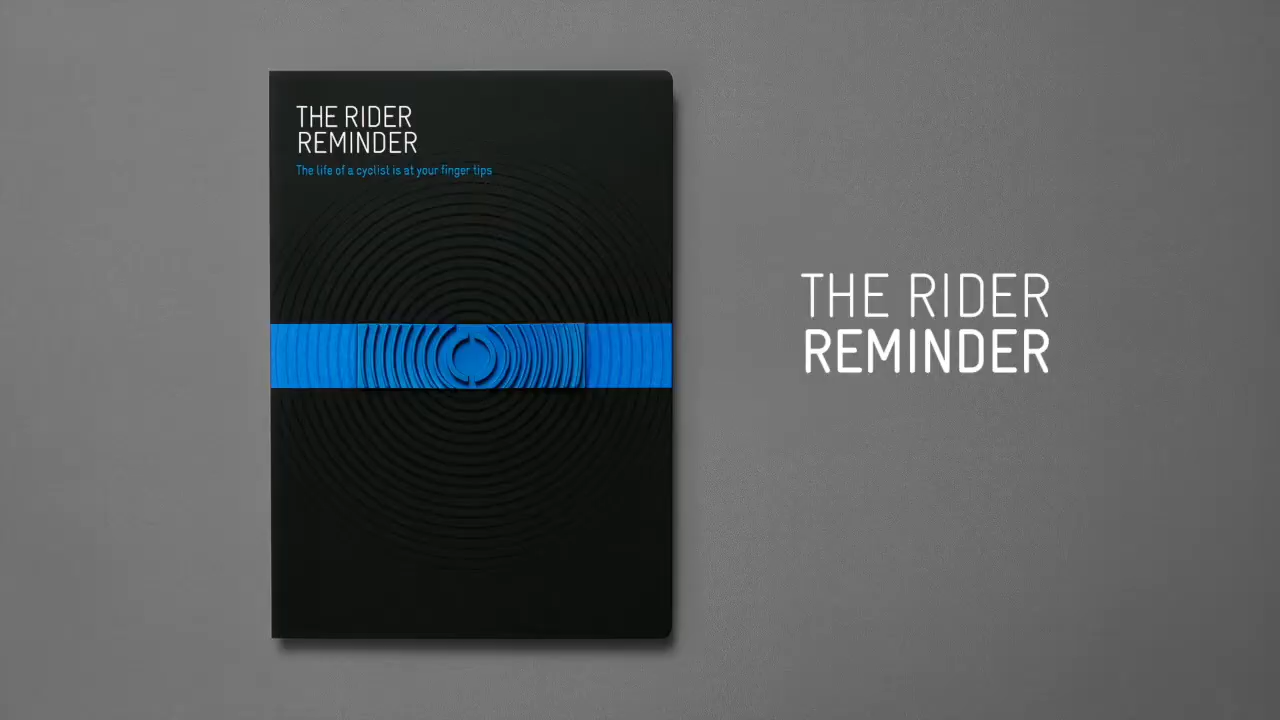 THE RIDER
REMINDER
The life of a cyclist is at your finger tips
THE RIDER
REMINDER